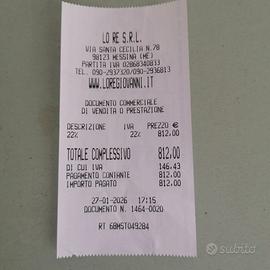 LO RE S.R.L.
VIA SANTA CECILIA N.78
98123 MESSINA (ME)
PARTITA IVA 02868340833
TEL. 090-2937320/090-2936813
WWW.LOREGIOVANNI.IT
DOCUMENTO COMMERCIALE
DI VENDITA O PRESTAZIONE
DESCRIZIONE IVA PREZZO €
22% 22% 812,00
TOTALE COMPLESSIVO 812,00
DI CUI IVA 146,43
PAGAMENTO CONTANTE 812,00
IMPORTO PAGATO 812,00
27-01-2026 17:15
DOCUMENTO N. 1464-0020
RT 68MST049284
subito